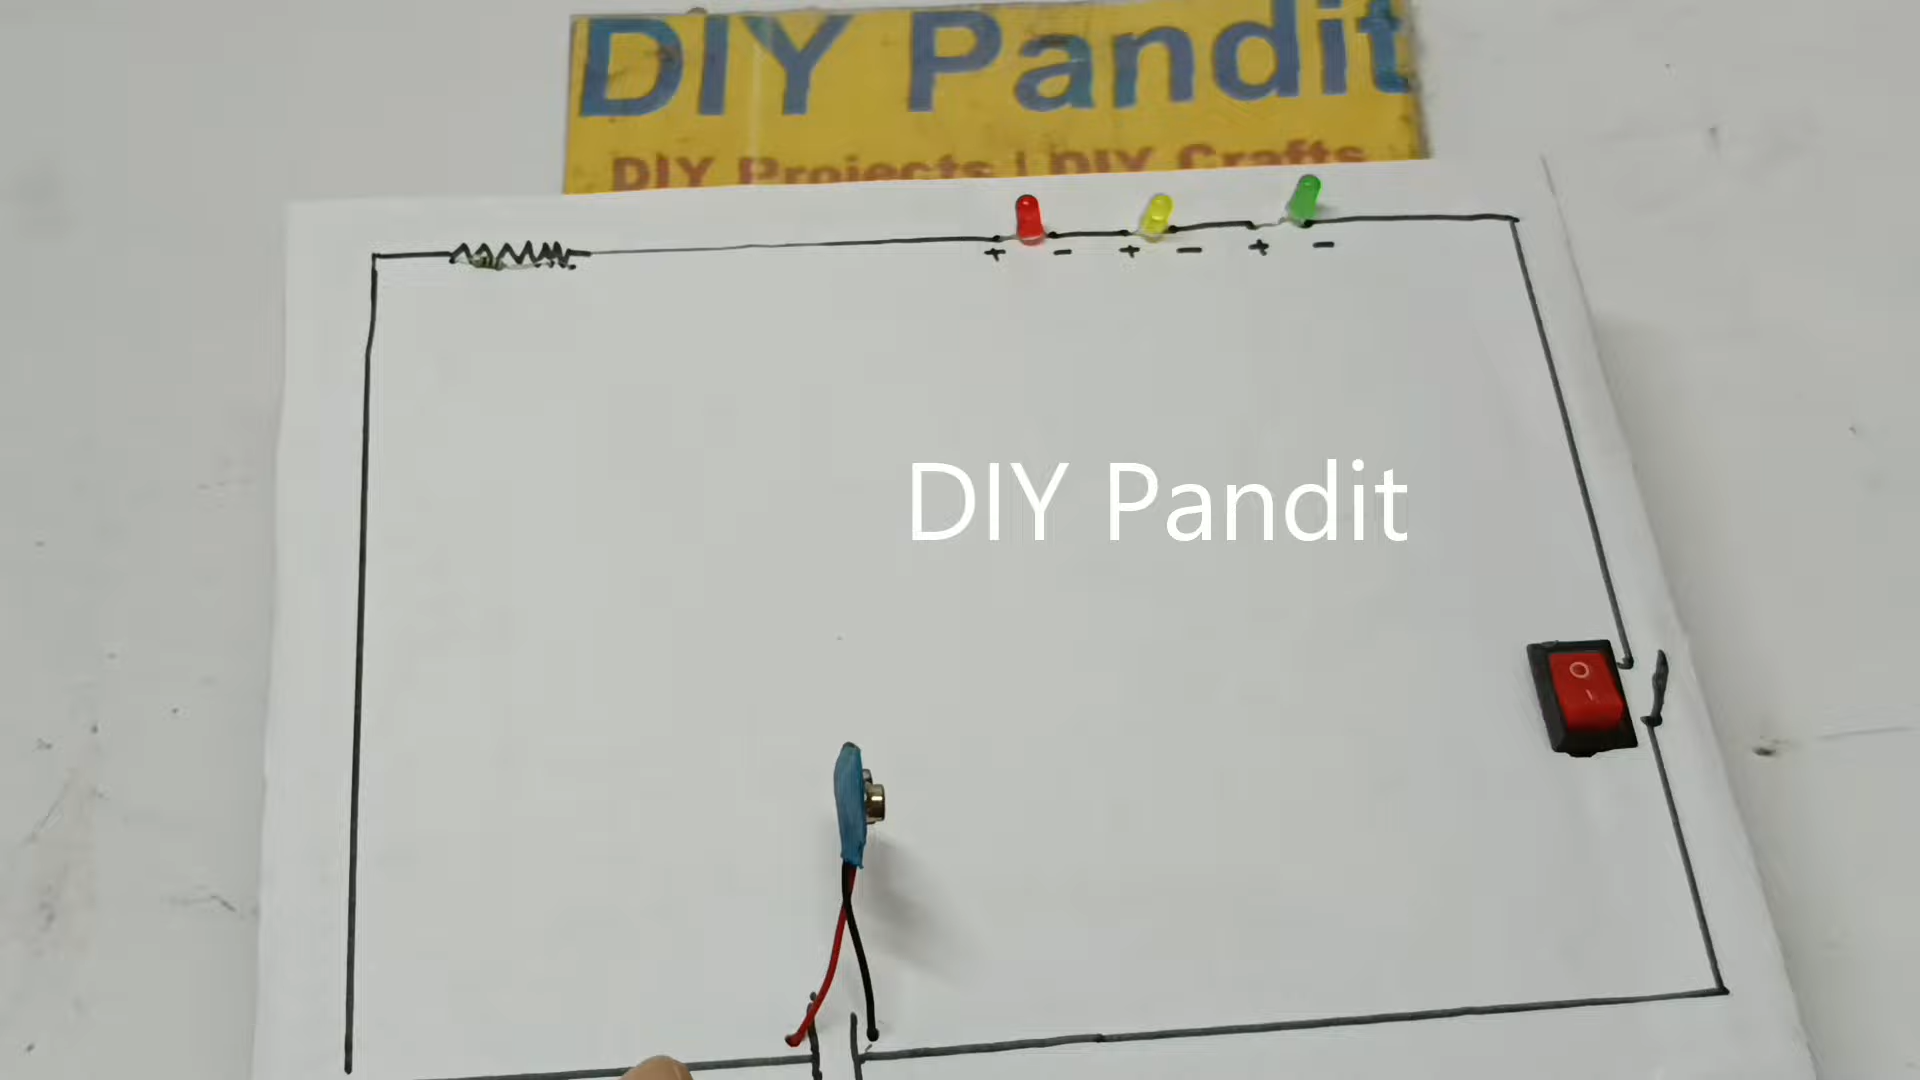 DIY Pandit
DIY Projects | DIY Crafts
+ - + - + -
DIY Pandit
O
I